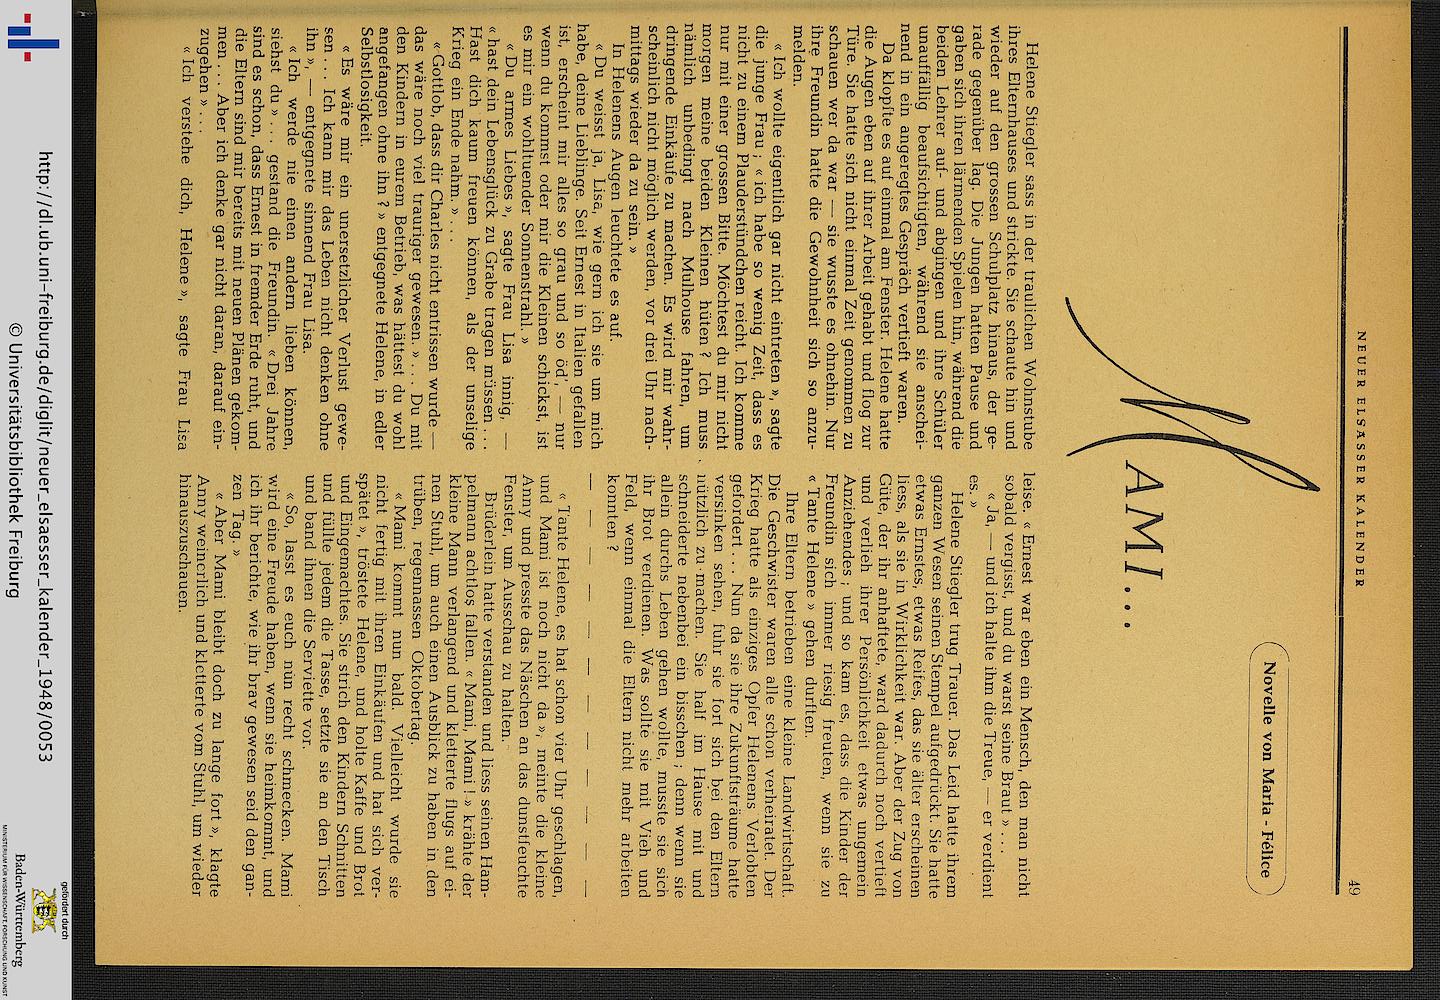 NEUER ELSÄSSER KALENDER
49
MAMI...
Novelle von Maria - Félice
Helene Stiegler sass in der traulichen Wohnstube
ihres Elternhauses und strickte. Sie schaute hin und
wieder auf den grossen Schulplatz hinaus, der ge-
rade gegenüber lag. Die Jungen hatten Pause und
gaben sich ihren lärmenden Spielen hin, während die
beiden Lehrer auf- und abgingen und ihre Schüler
unauffällig beaufsichtigten, während sie anschei-
nend in ein angeregtes Gespräch vertieft waren.
Da klopfte es auf einmal am Fenster. Helene hatte
die Augen eben auf ihrer Arbeit gehabt und flog zur
Türe. Sie hatte sich nicht einmal Zeit genommen zu
schauen wer da war — sie wusste es ohnehin. Nur
ihre Freundin hatte die Gewohnheit sich so anzu-
melden.
« Ich wollte eigentlich gar nicht eintreten », sagte
die junge Frau ; « ich habe so wenig Zeit, dass es
nicht zu einem Plauderstündchen reicht. Ich komme
nur mit einer grossen Bitte. Möchtest du mir nicht
morgen meine beiden Kleinen hüten ? Ich muss
nämlich unbedingt nach Mulhouse fahren, um
dringende Einkäufe zu machen. Es wird mir wahr-
scheinlich nicht möglich werden, vor drei Uhr nach-
mittags wieder da zu sein. »
In Helenens Augen leuchtete es auf.
« Du weisst ja, Lisa, wie gern ich sie um mich
habe, deine Lieblinge. Seit Ernest in Italien gefallen
ist, erscheint mir alles so grau und so öd', — nur
wenn du kommst oder mir die Kleinen schickst, ist
es mir ein wohltuender Sonnenstrahl. »
« Du armes Liebes », sagte Frau Lisa innig, —
« hast dein Lebensglück zu Grabe tragen müssen ...
Hast dich kaum freuen können, als der unselige
Krieg ein Ende nahm. » ...
«Gottlob, dass dir Charles nicht entrissen wurde —
das wäre noch viel trauriger gewesen. » ... Du mit
den Kindern in eurem Betrieb, was hättest du wohl
angefangen ohne ihn ? » entgegnete Helene, in edler
Selbstlosigkeit.
« Es wäre mir ein unersetzlicher Verlust gewe-
sen ... Ich kann mir das Leben nicht denken ohne
ihn », — entgegnete sinnend Frau Lisa.
« Ich werde nie einen andern lieben können,
siehst du » ... gestand die Freundin. « Drei Jahre
sind es schon, dass Ernest in fremder Erde ruht, und
die Eltern sind mir bereits mit neuen Plänen gekom-
men ... Aber ich denke gar nicht daran, darauf ein-
zugehen » ...
« Ich verstehe dich, Helene », sagte Frau Lisa
leise, « Ernest war eben ein Mensch, den man nicht
sobald vergisst, und du warst seine Braut » ...
« Ja, — und ich halte ihm die Treue, — er verdient
es. »
Helene Stiegler trug Trauer. Das Leid hatte ihrem
ganzen Wesen seinen Stempel aufgedrückt. Sie hatte
etwas Ernstes, etwas Reifes, das sie älter erscheinen
liess, als sie in Wirklichkeit war. Aber der Zug von
Güte, der ihr anhaftete, ward dadurch noch vertieft
und verlieh ihrer Persönlichkeit etwas ungemein
Anziehendes ; und so kam es, dass die Kinder der
Freundin sich immer riesig freuten, wenn sie zu
« Tante Helene » gehen durften.
Ihre Eltern betrieben eine kleine Landwirtschaft.
Die Geschwister waren alle schon verheiratet. Der
Krieg hatte als einziges Opfer Helenens Verlobten
gefordert ... Nun da sie ihre Zukunftsträume hatte
versinken sehen, fuhr sie fort sich bei den Eltern
nützlich zu machen. Sie half im Hause mit und
schneiderte nebenbei ein bisschen ; denn wenn sie
allein durchs Leben gehen wollte, musste sie sich
ihr Brot verdienen. Was sollte sie mit Vieh und
Feld, wenn einmal die Eltern nicht mehr arbeiten
konnten ?
— — — — — — — —
« Tante Helene, es hat schon vier Uhr geschlagen,
und Mami ist noch nicht da », meinte die kleine
Anny und presste das Näschen an das dunstfeuchte
Fenster, um Ausschau zu halten.
Brüderlein hatte verstanden und liess seinen Ham-
pelmann achtlos fallen. « Mami, Mami ! » krähte der
kleine Mann verlangend und kletterte flugs auf ei-
nen Stuhl, um auch einen Ausblick zu haben in den
trüben, regennassen Oktobertag.
« Mami kommt nun bald. Vielleicht wurde sie
nicht fertig mit ihren Einkäufen und hat sich ver-
spätet », tröstete Helene, und holte Kaffe und Brot
und Eingemachtes. Sie strich den Kindern Schnitten
und füllte jedem die Tasse, setzte sie an den Tisch
und band ihnen die Serviette vor.
« So, lasst es euch nun recht schmecken. Mami
wird eine Freude haben, wenn sie heimkommt, und
ich ihr berichte, wie ihr brav gewesen seid den gan-
zen Tag. »
« Aber Mami bleibt doch zu lange fort », klagte
Anny weinerlich und kletterte vom Stuhl, um wieder
hinauszuschauen.
http://dl.ub.uni-freiburg.de/diglit/neuer_elsaesser_kalender_1948/0053
© Universitätsbibliothek Freiburg
gefördert durch
Baden-Württemberg
MINISTERIUM FÜR WISSENSCHAFT, FORSCHUNG UND KUNST